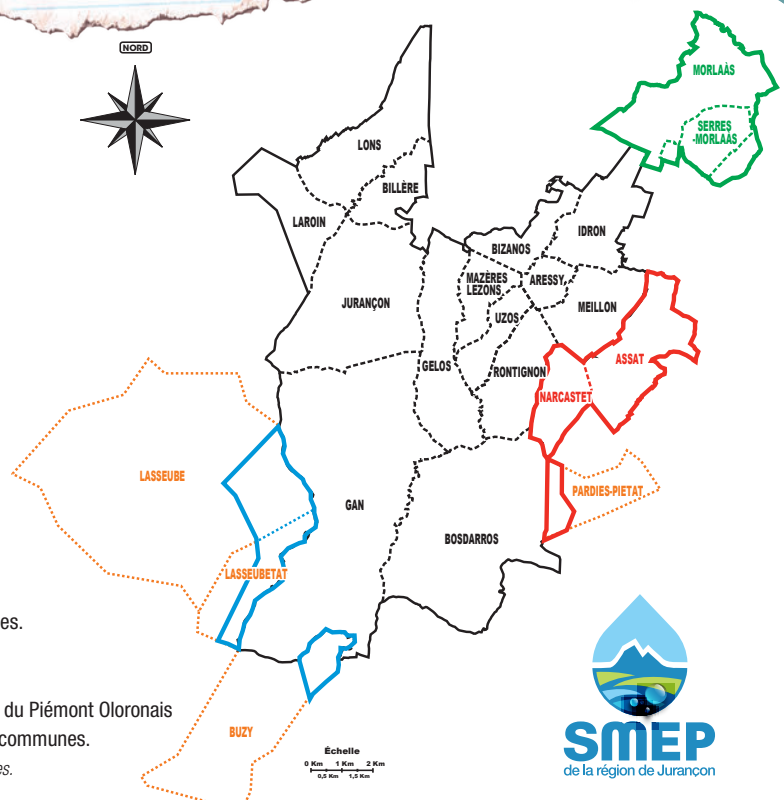 NORD
MORLAÀS
SERRES
-MORLAÀS
LONS
BILLÈRE
LAROIN
IDRON
BIZANOS
MAZÈRES
LEZONS
ARESSY
JURANÇON
MEILLON
UZOS
GELOS
RONTIGNON
ASSAT
NARCASTET
LASSEUBE
PARDIES-PIETAT
GAN
BOSDARROS
LASSEUBETAT
es.
du Piémont Oloronais
communes.
es.
BUZY
Échelle
0 Km 1 Km 2 Km
0,5 Km 1,5 Km
SMEP
de la région de Jurançon